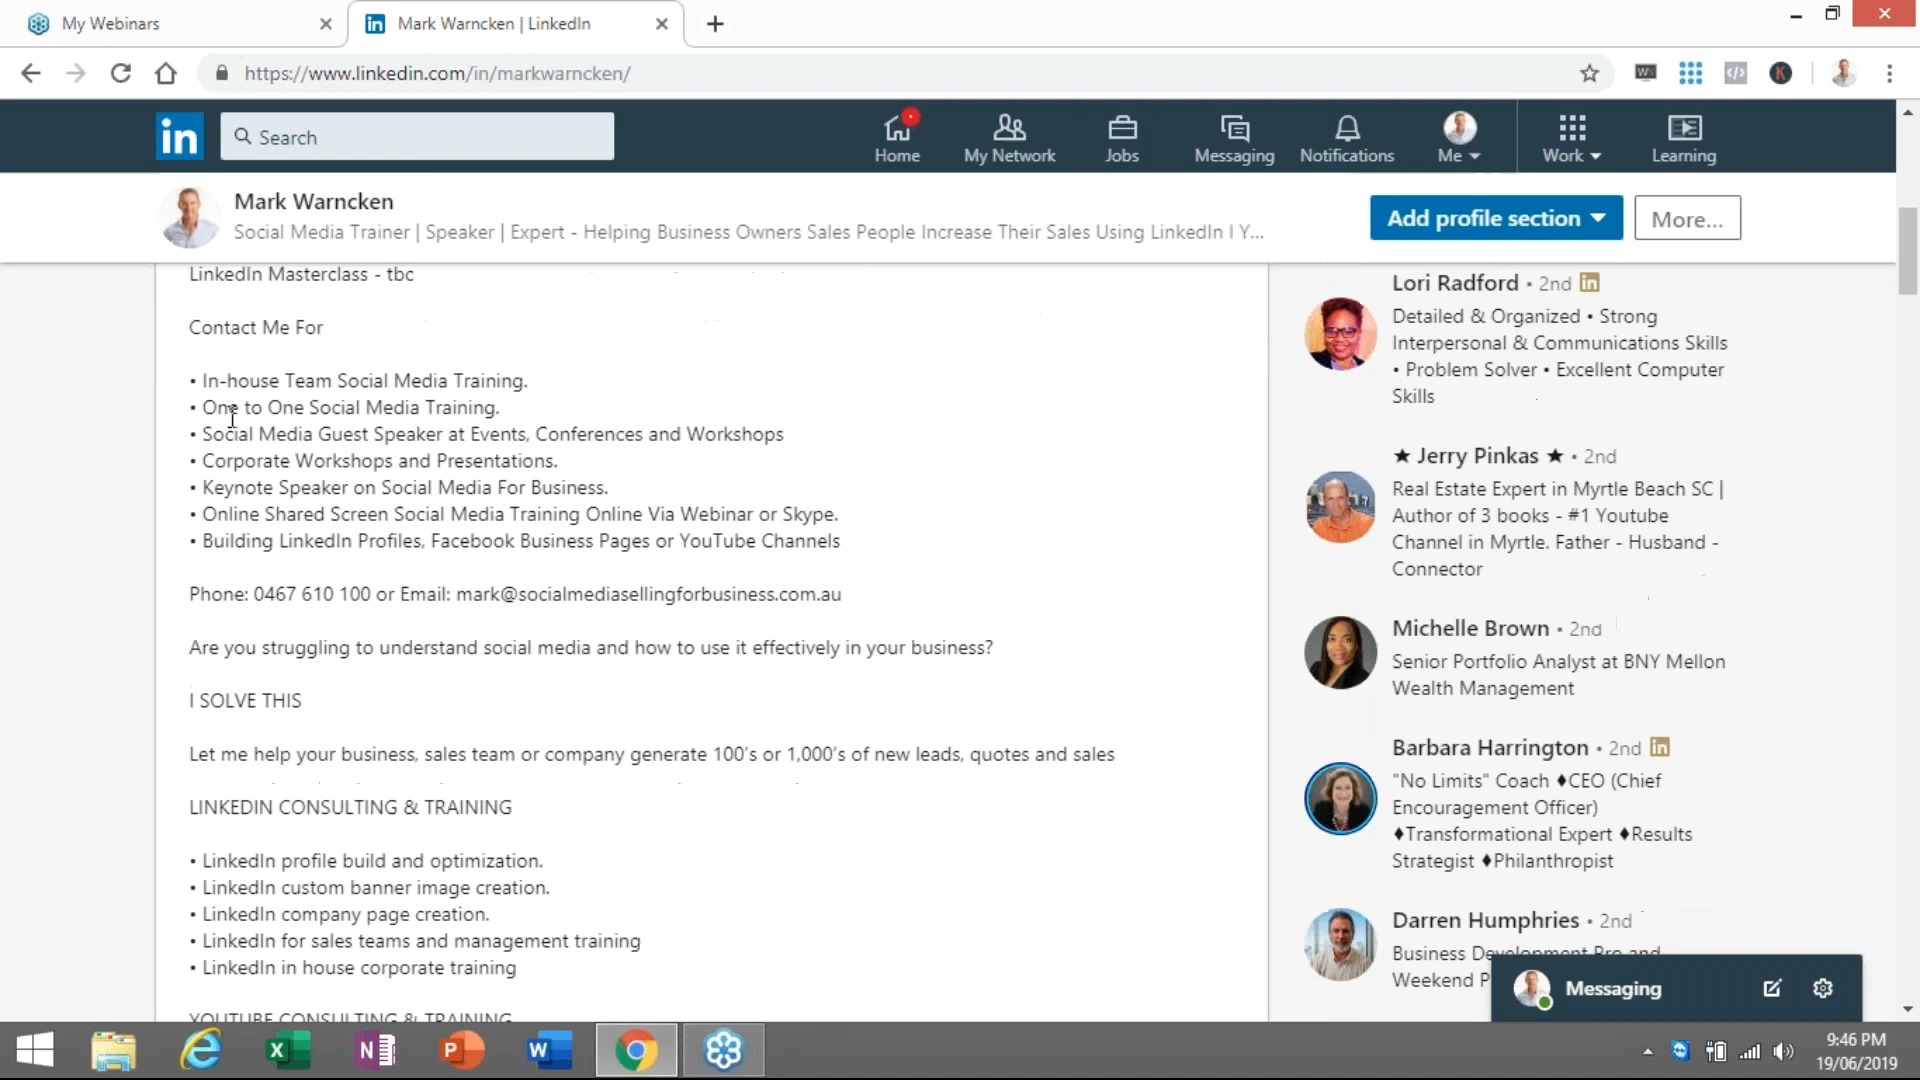 My Webinars
Mark Warncken | LinkedIn
https://www.linkedin.com/in/markwarncken/
in
Search
Home
My Network
Jobs
Messaging
Notifications
Me
Work
Learning
Mark Warncken
Social Media Trainer | Speaker | Expert - Helping Business Owners Sales People Increase Their Sales Using LinkedIn I Y...
Add profile section
More...
LinkedIn Masterclass - tbc
Contact Me For
• In-house Team Social Media Training.
• One to One Social Media Training.
• Social Media Guest Speaker at Events, Conferences and Workshops
• Corporate Workshops and Presentations.
• Keynote Speaker on Social Media For Business.
• Online Shared Screen Social Media Training Online Via Webinar or Skype.
• Building LinkedIn Profiles, Facebook Business Pages or YouTube Channels
Phone: 0467 610 100 or Email: mark@socialmediasellingforbusiness.com.au
Are you struggling to understand social media and how to use it effectively in your business?
I SOLVE THIS
Let me help your business, sales team or company generate 100's or 1,000's of new leads, quotes and sales
LINKEDIN CONSULTING & TRAINING
• LinkedIn profile build and optimization.
• LinkedIn custom banner image creation.
• LinkedIn company page creation.
• LinkedIn for sales teams and management training
• LinkedIn in house corporate training
YOUTUBE CONSULTING & TRAINING
Lori Radford • 2nd in
Detailed & Organized • Strong
Interpersonal & Communications Skills
• Problem Solver • Excellent Computer
Skills
★ Jerry Pinkas ★ • 2nd
Real Estate Expert in Myrtle Beach SC |
Author of 3 books - #1 Youtube
Channel in Myrtle. Father - Husband -
Connector
Michelle Brown • 2nd
Senior Portfolio Analyst at BNY Mellon
Wealth Management
Barbara Harrington • 2nd in
"No Limits" Coach ♦CEO (Chief
Encouragement Officer)
♦Transformational Expert ♦Results
Strategist ♦Philanthropist
Darren Humphries • 2nd
Business Development Pro and
Weekend P
Messaging
9:46 PM
19/06/2019